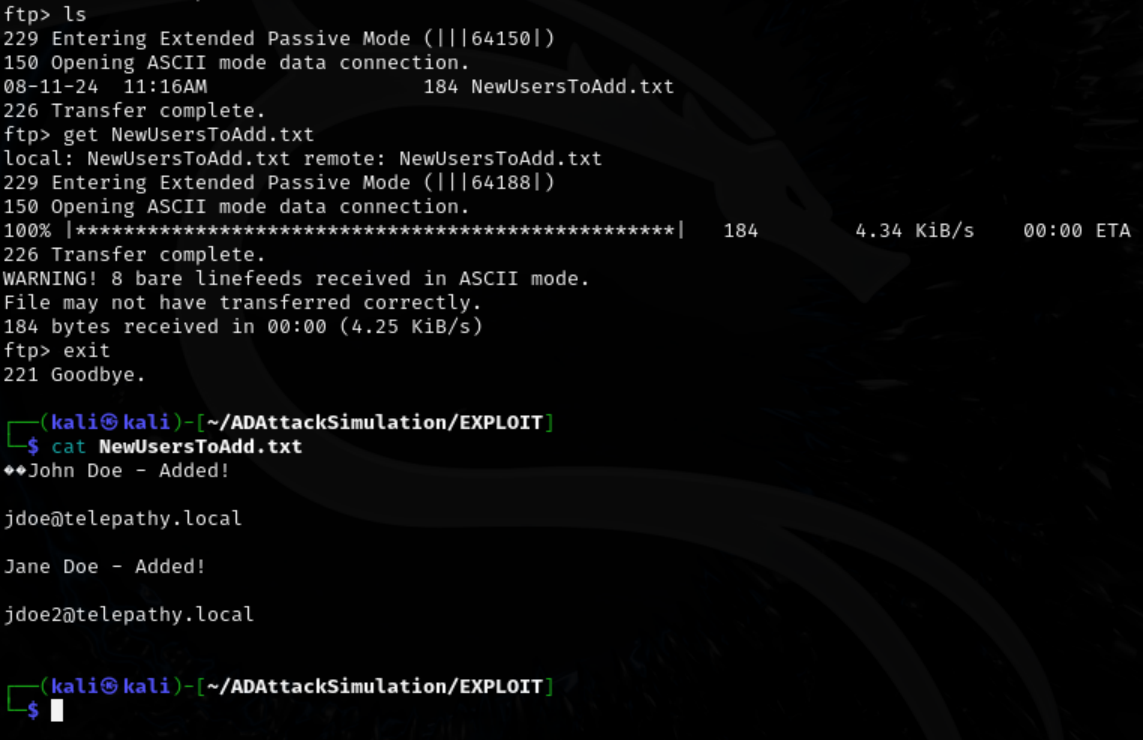 ftp> ls
229 Entering Extended Passive Mode (|||64150|)
150 Opening ASCII mode data connection.
08-11-24  11:16AM                  184 NewUsersToAdd.txt
226 Transfer complete.
ftp> get NewUsersToAdd.txt
local: NewUsersToAdd.txt remote: NewUsersToAdd.txt
229 Entering Extended Passive Mode (|||64188|)
150 Opening ASCII mode data connection.
100% |**************************************************|   184        4.34 KiB/s    00:00 ETA
226 Transfer complete.
WARNING! 8 bare linefeeds received in ASCII mode.
File may not have transferred correctly.
184 bytes received in 00:00 (4.25 KiB/s)
ftp> exit
221 Goodbye.
┌──(kali㉿kali)-[~/ADAttackSimulation/EXPLOIT]
└─$ cat NewUsersToAdd.txt
��John Doe - Added!
jdoe@telepathy.local
Jane Doe - Added!
jdoe2@telepathy.local
┌──(kali㉿kali)-[~/ADAttackSimulation/EXPLOIT]
└─$